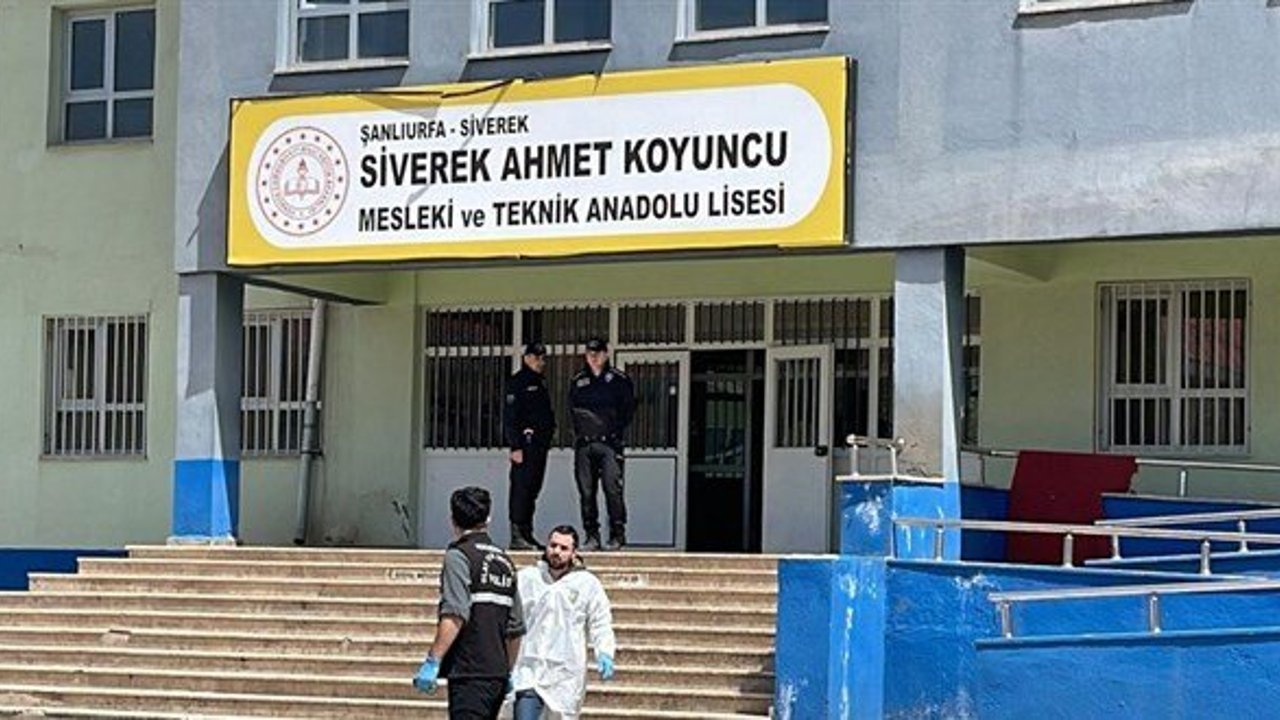 ŞANLIURFA - SİVEREK
SİVEREK AHMET KOYUNCU
MESLEKİ ve TEKNİK ANADOLU LİSESİ